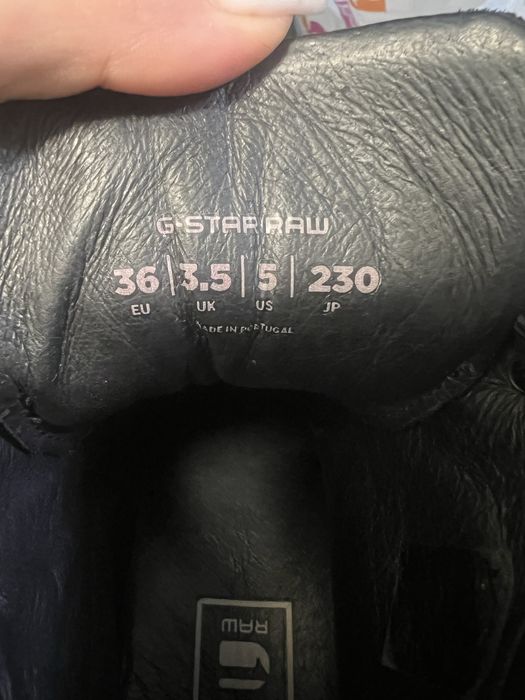 G-STAR RAW
36 | 3.5 | 5 | 230
EU UK US JP
MADE IN PORTUGAL
RAW